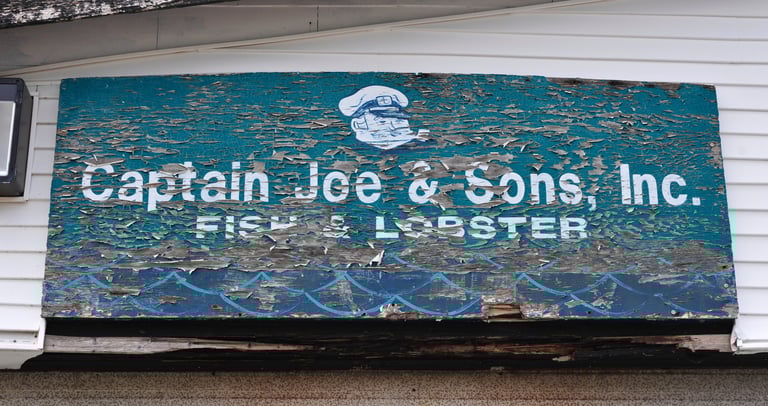 Captain Joe & Sons, Inc.
FISH & LOBSTER